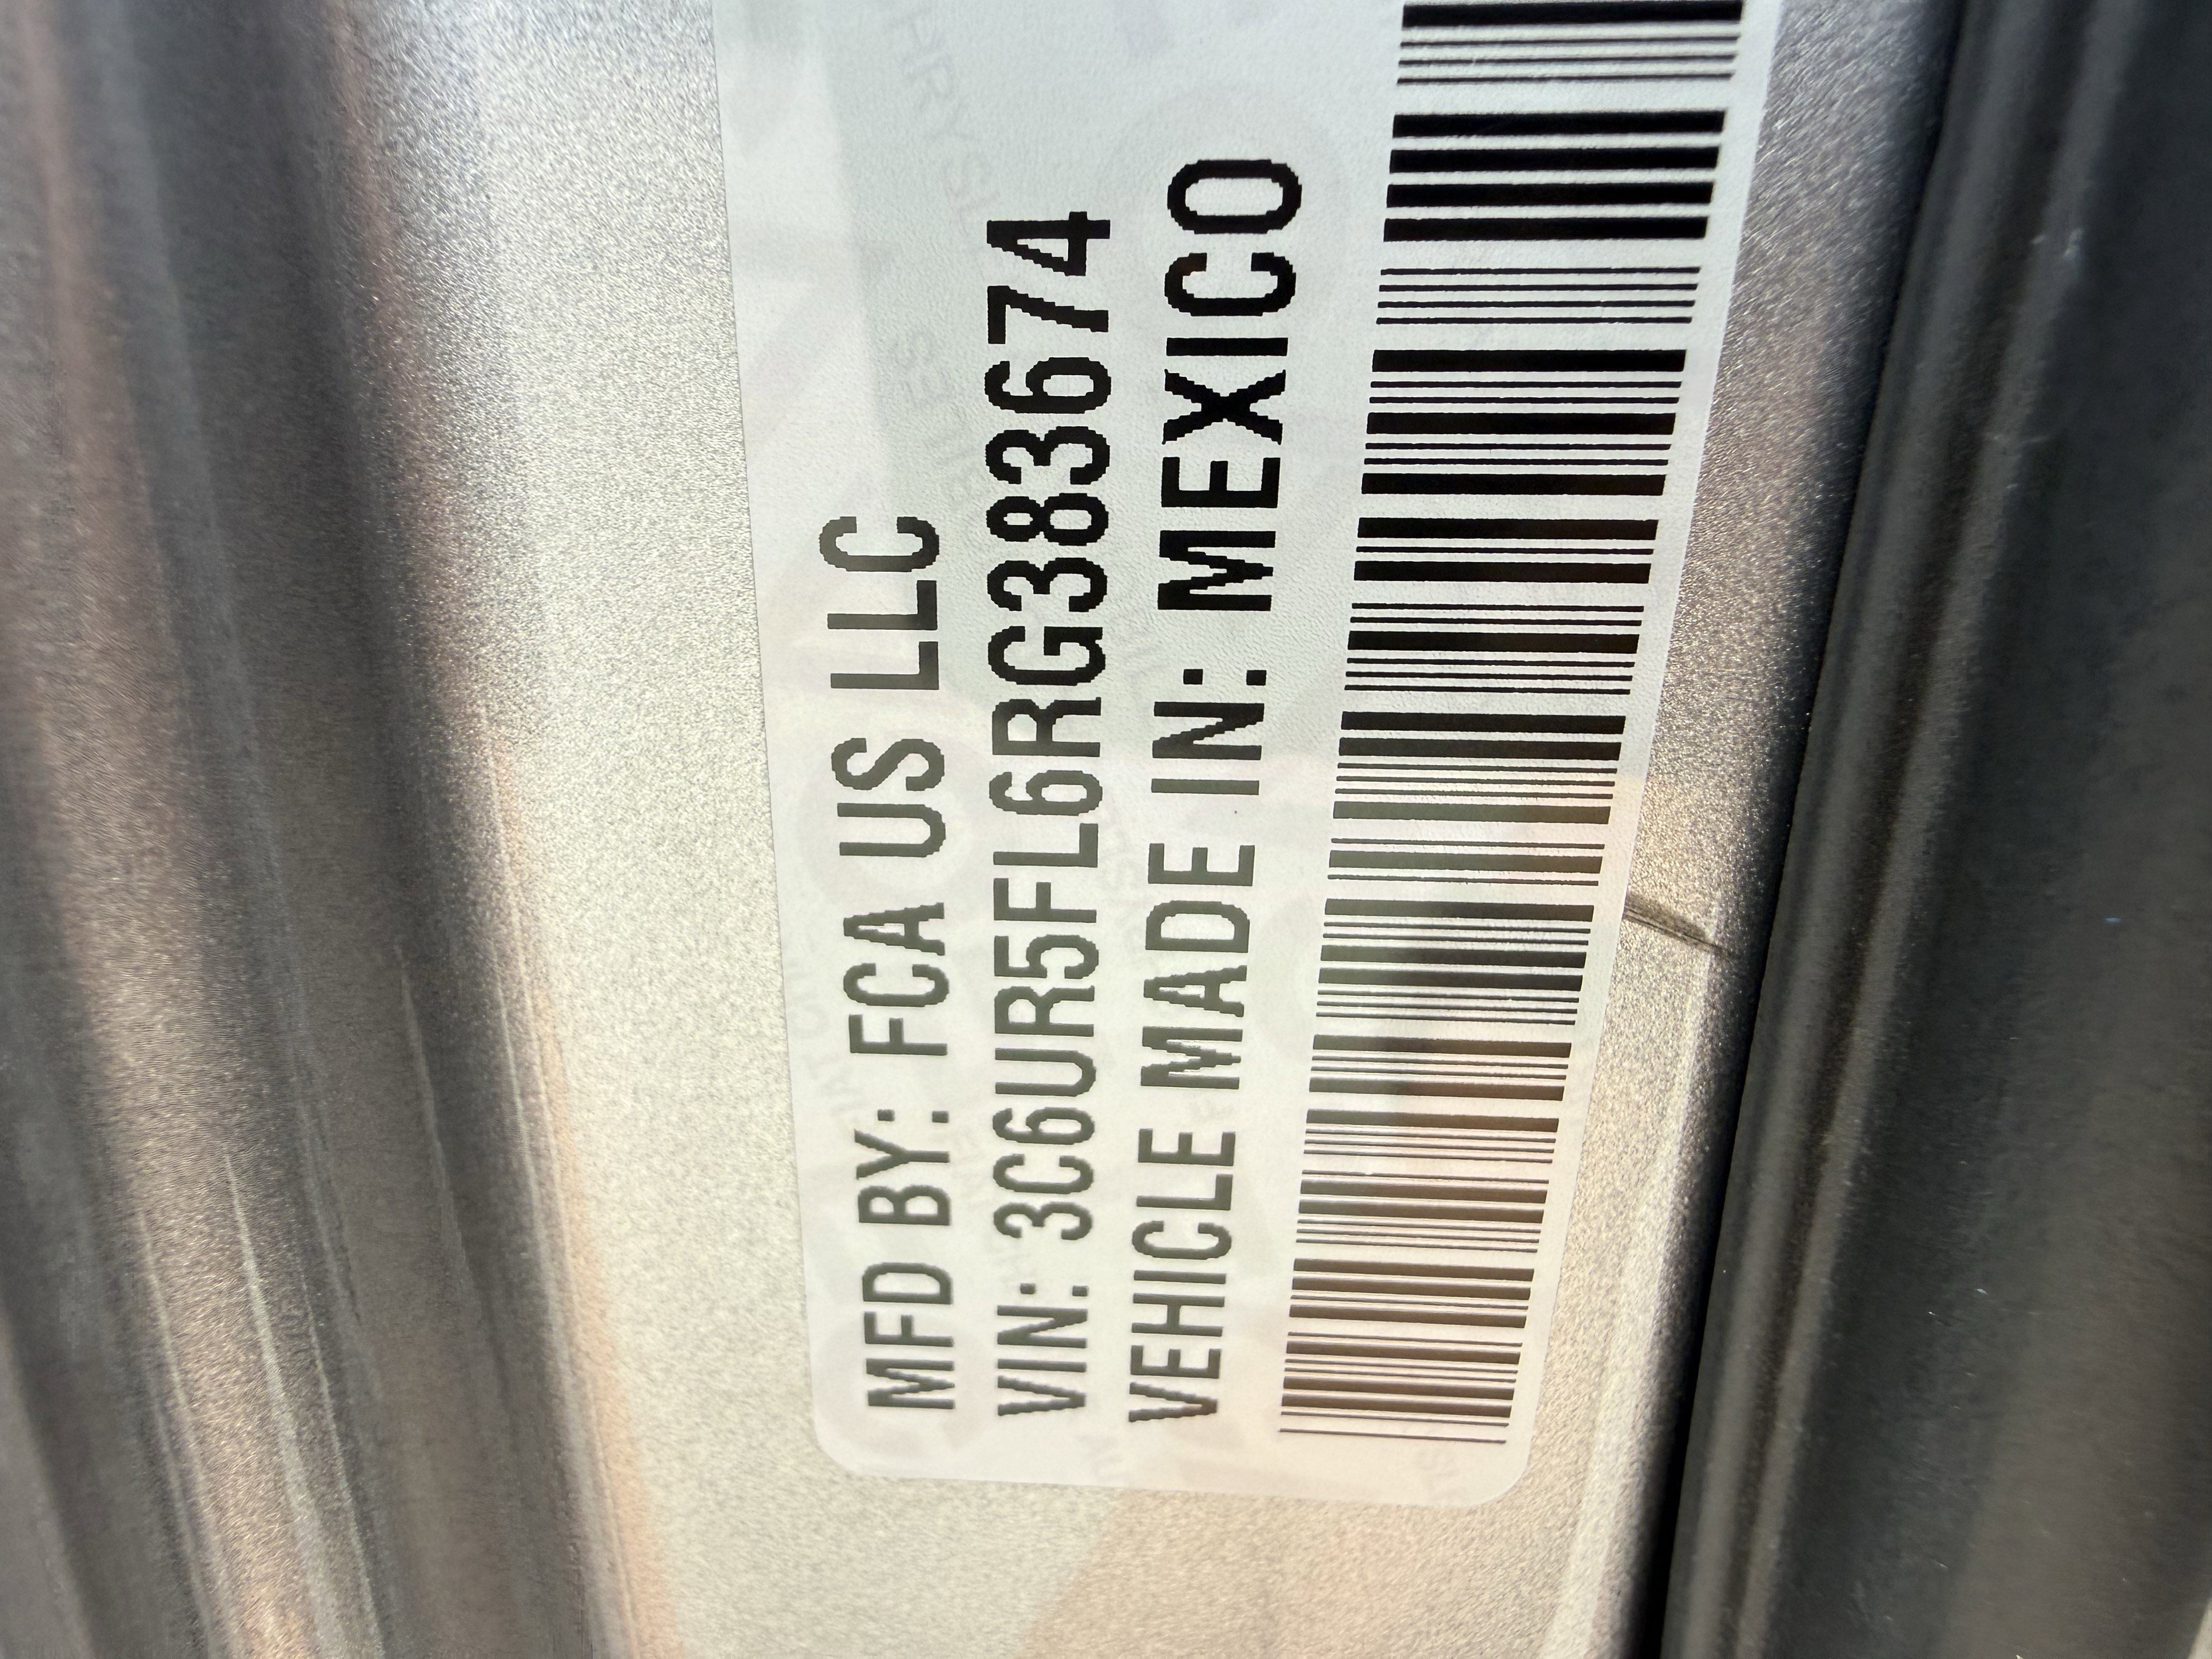 MFD BY: FCA US LLC
VIN: 3C6UR5FL6RG383674
VEHICLE MADE IN: MEXICO